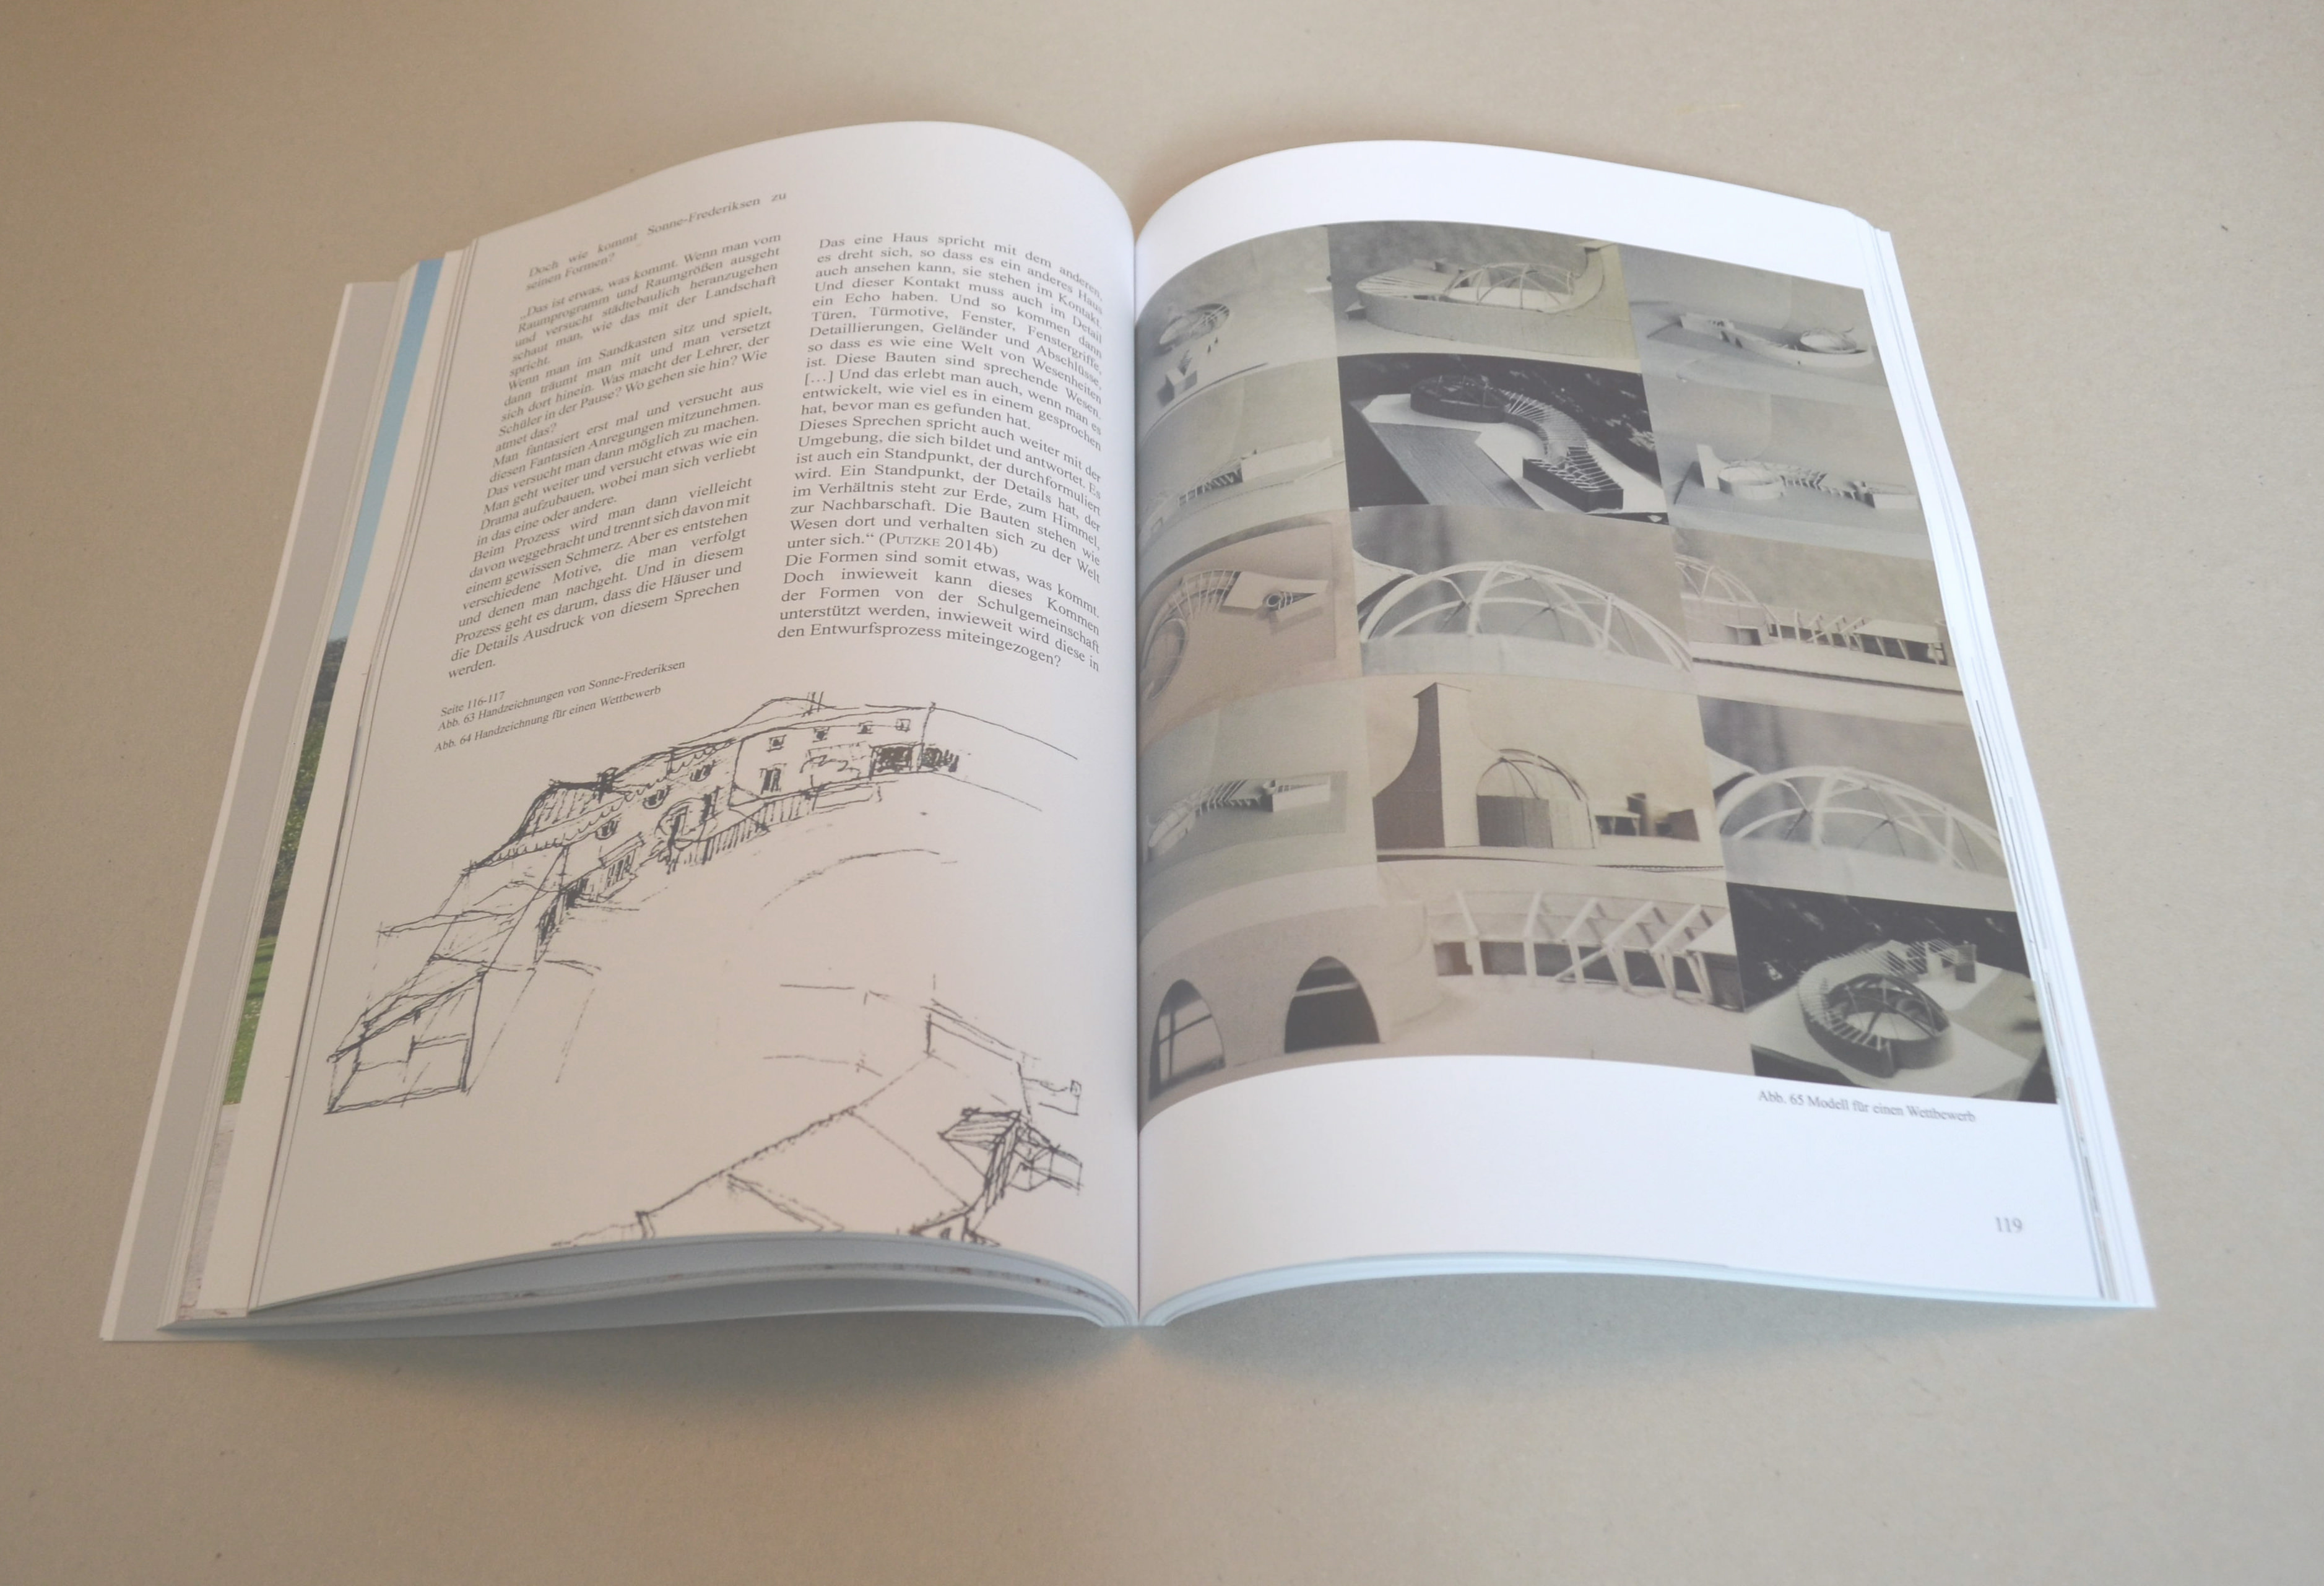 Doch wie kommt Sonne-Frederiksen zu
seinen Formen?
„Das ist etwas, was kommt. Wenn man vom
Raumprogramm und Raumgrößen ausgeht
und versucht städtebaulich heranzugehen
schaut man, wie das mit der Landschaft
spricht.
Wenn man im Sandkasten sitz und spielt,
dann träumt man mit und man versetzt
sich dort hinein. Was macht der Lehrer, der
Schüler in der Pause? Wo gehen sie hin? Wie
atmet das?
Man fantasiert erst mal und versucht aus
diesen Fantasien Anregungen mitzunehmen.
Das versucht man dann möglich zu machen.
Man geht weiter und versucht etwas wie ein
Drama aufzubauen, wobei man sich verliebt
in das eine oder andere.
Beim Prozess wird man dann vielleicht
davon weggebracht und trennt sich davon mit
einem gewissen Schmerz. Aber es entstehen
verschiedene Motive, die man verfolgt
und denen man nachgeht. Und in diesem
Prozess geht es darum, dass die Häuser und
die Details Ausdruck von diesem Sprechen
werden.
Das eine Haus spricht mit dem anderen,
es dreht sich, so dass es ein anderes Haus
auch ansehen kann, sie stehen im Kontakt.
Und dieser Kontakt muss auch im Detail
ein Echo haben. Und so kommen dann
Türen, Türmotive, Fenster, Fenstergriffe,
Detaillierungen, Geländer und Abschlüsse,
so dass es wie eine Welt von Wesenheiten
ist. Diese Bauten sind sprechende Wesen.
[…] Und das erlebt man auch, wenn man es
entwickelt, wie viel es in einem gesprochen
hat, bevor man es gefunden hat.
Dieses Sprechen spricht auch weiter mit der
Umgebung, die sich bildet und antwortet. Es
ist auch ein Standpunkt, der durchformuliert
wird. Ein Standpunkt, der Details hat, der
im Verhältnis steht zur Erde, zum Himmel,
zur Nachbarschaft. Die Bauten stehen wie
Wesen dort und verhalten sich zu der Welt
unter sich.“ (PUTZKE 2014b)
Die Formen sind somit etwas, was kommt.
Doch inwieweit kann dieses Kommen
der Formen von der Schulgemeinschaft
unterstützt werden, inwieweit wird diese in
den Entwurfsprozess miteingezogen?
Seite 116-117
Abb. 63 Handzeichnungen von Sonne-Frederiksen
Abb. 64 Handzeichnung für einen Wettbewerb
Abb. 65 Modell für einen Wettbewerb
119